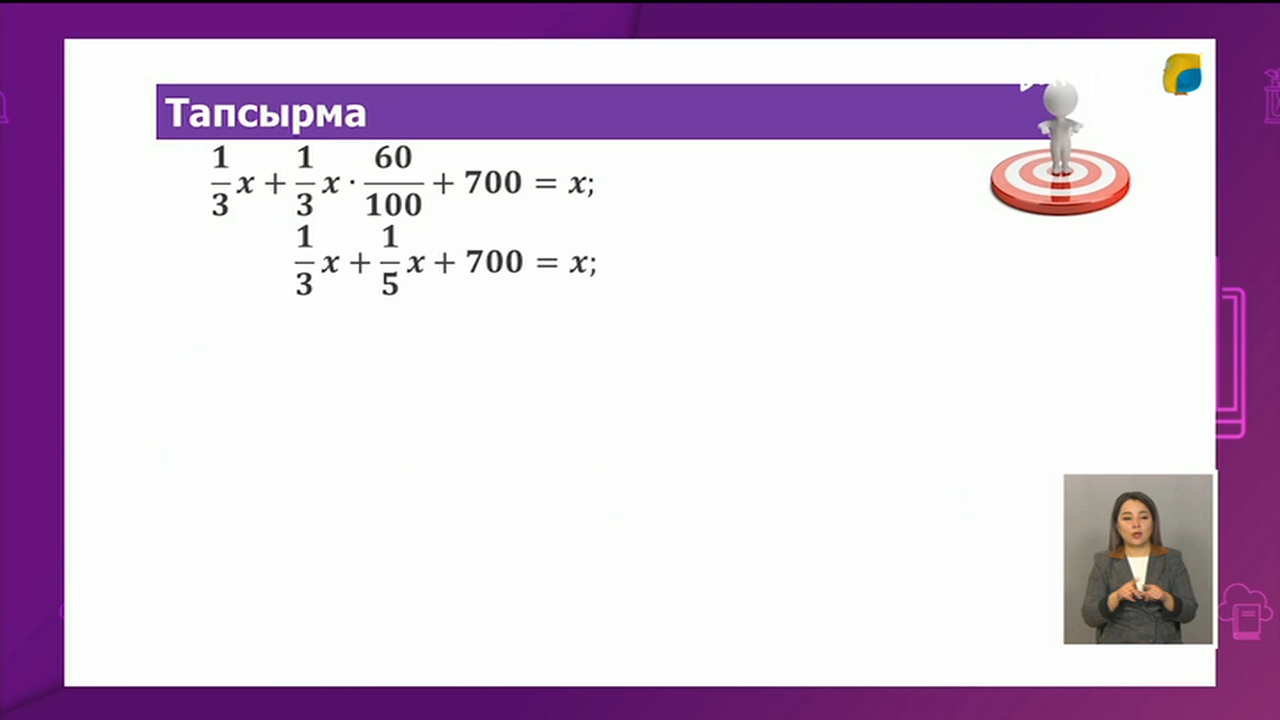 Тапсырма
1/3 x + 1/3 x · 60/100 + 700 = x;
1/3 x + 1/5 x + 700 = x;